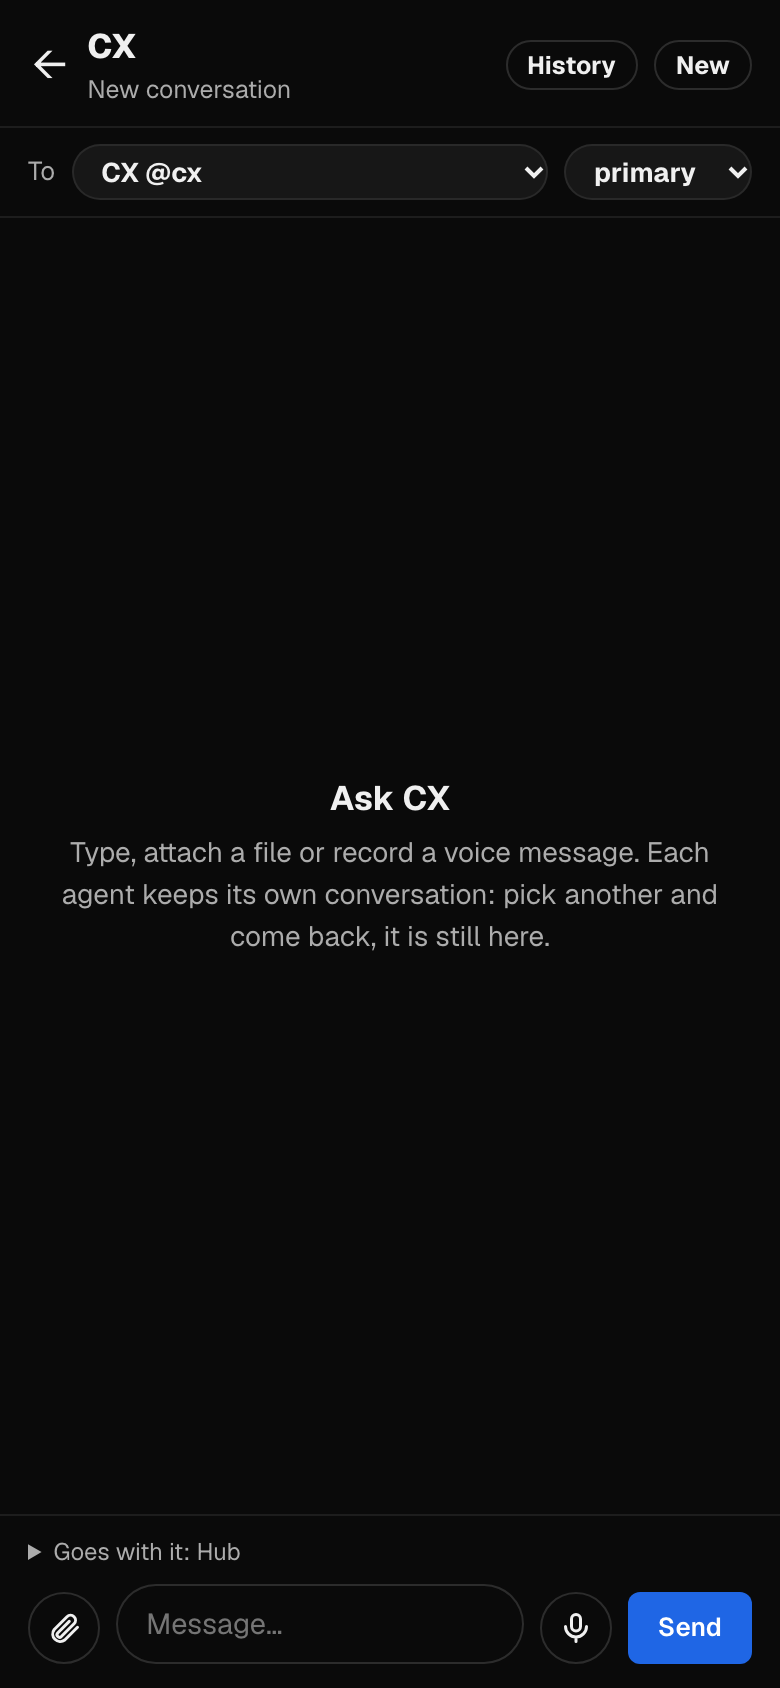 CX
New conversation
History
New
To
CX @cx
primary
Ask CX
Type, attach a file or record a voice message. Each
agent keeps its own conversation: pick another and
come back, it is still here.
Goes with it: Hub
Message...
Send